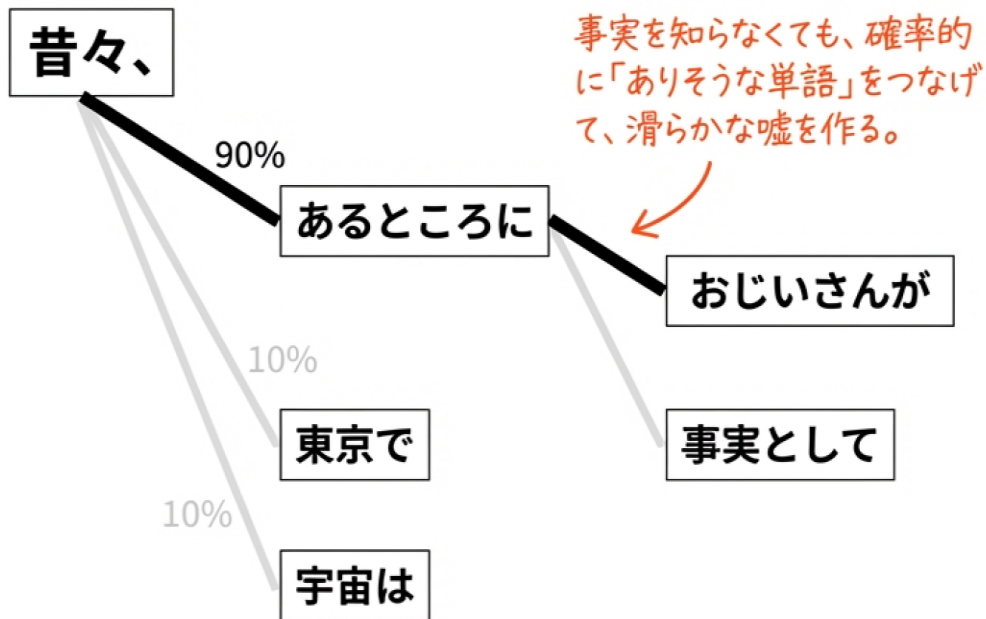 昔々、
事実を知らなくても、確率的
に「ありそうな単語」をつなげ
て、滑らかな嘘を作る。
90%
あるところに
おじいさんが
10%
東京で
事実として
10%
宇宙は